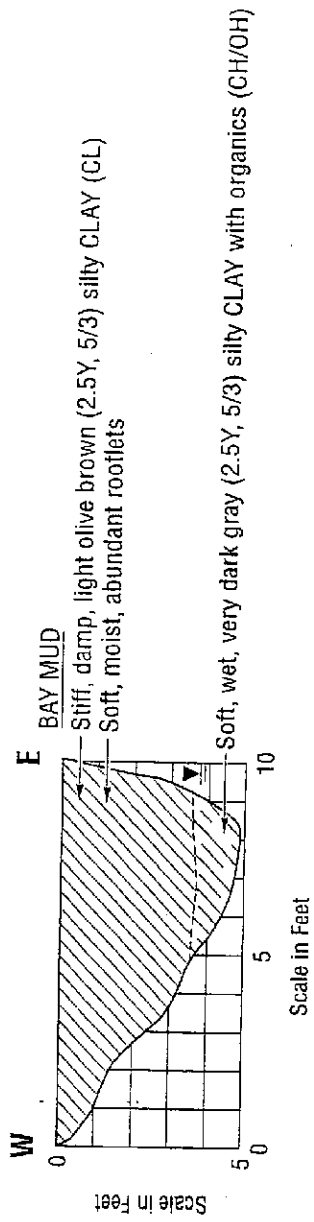 W
E
BAY MUD
Stiff, damp, light olive brown (2.5Y, 5/3) silty CLAY (CL)
Soft, moist, abundant rootlets
Soft, wet, very dark gray (2.5Y, 5/3) silty CLAY with organics (CH/OH)
Scale in Feet
0
5
0
5
10
Scale in Feet